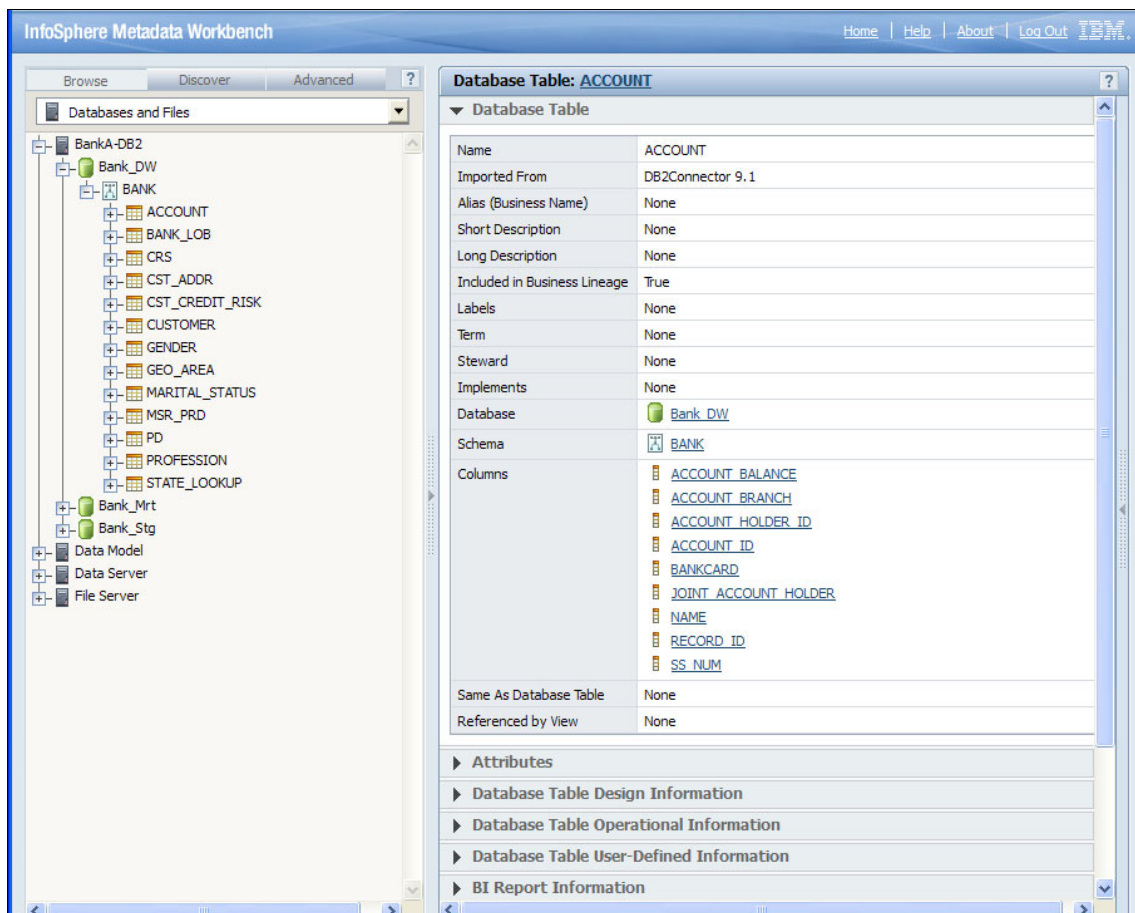 InfoSphere Metadata Workbench
Home | Help | About | Log Out IBM.
Browse Discover Advanced ?
Databases and Files
BankA-DB2
Bank_DW
BANK
ACCOUNT
BANK_LOB
CRS
CST_ADDR
CST_CREDIT_RISK
CUSTOMER
GENDER
GEO_AREA
MARITAL_STATUS
MSR_PRD
PD
PROFESSION
STATE_LOOKUP
Bank_Mrt
Bank_Stg
Data Model
Data Server
File Server
Database Table: ACCOUNT ?
Database Table
Name ACCOUNT
Imported From DB2Connector 9.1
Alias (Business Name) None
Short Description None
Long Description None
Included in Business Lineage True
Labels None
Term None
Steward None
Implements None
Database Bank_DW
Schema BANK
Columns ACCOUNT_BALANCE
ACCOUNT_BRANCH
ACCOUNT_HOLDER_ID
ACCOUNT_ID
BANKCARD
JOINT_ACCOUNT_HOLDER
NAME
RECORD_ID
SS_NUM
Same As Database Table None
Referenced by View None
Attributes
Database Table Design Information
Database Table Operational Information
Database Table User-Defined Information
BI Report Information